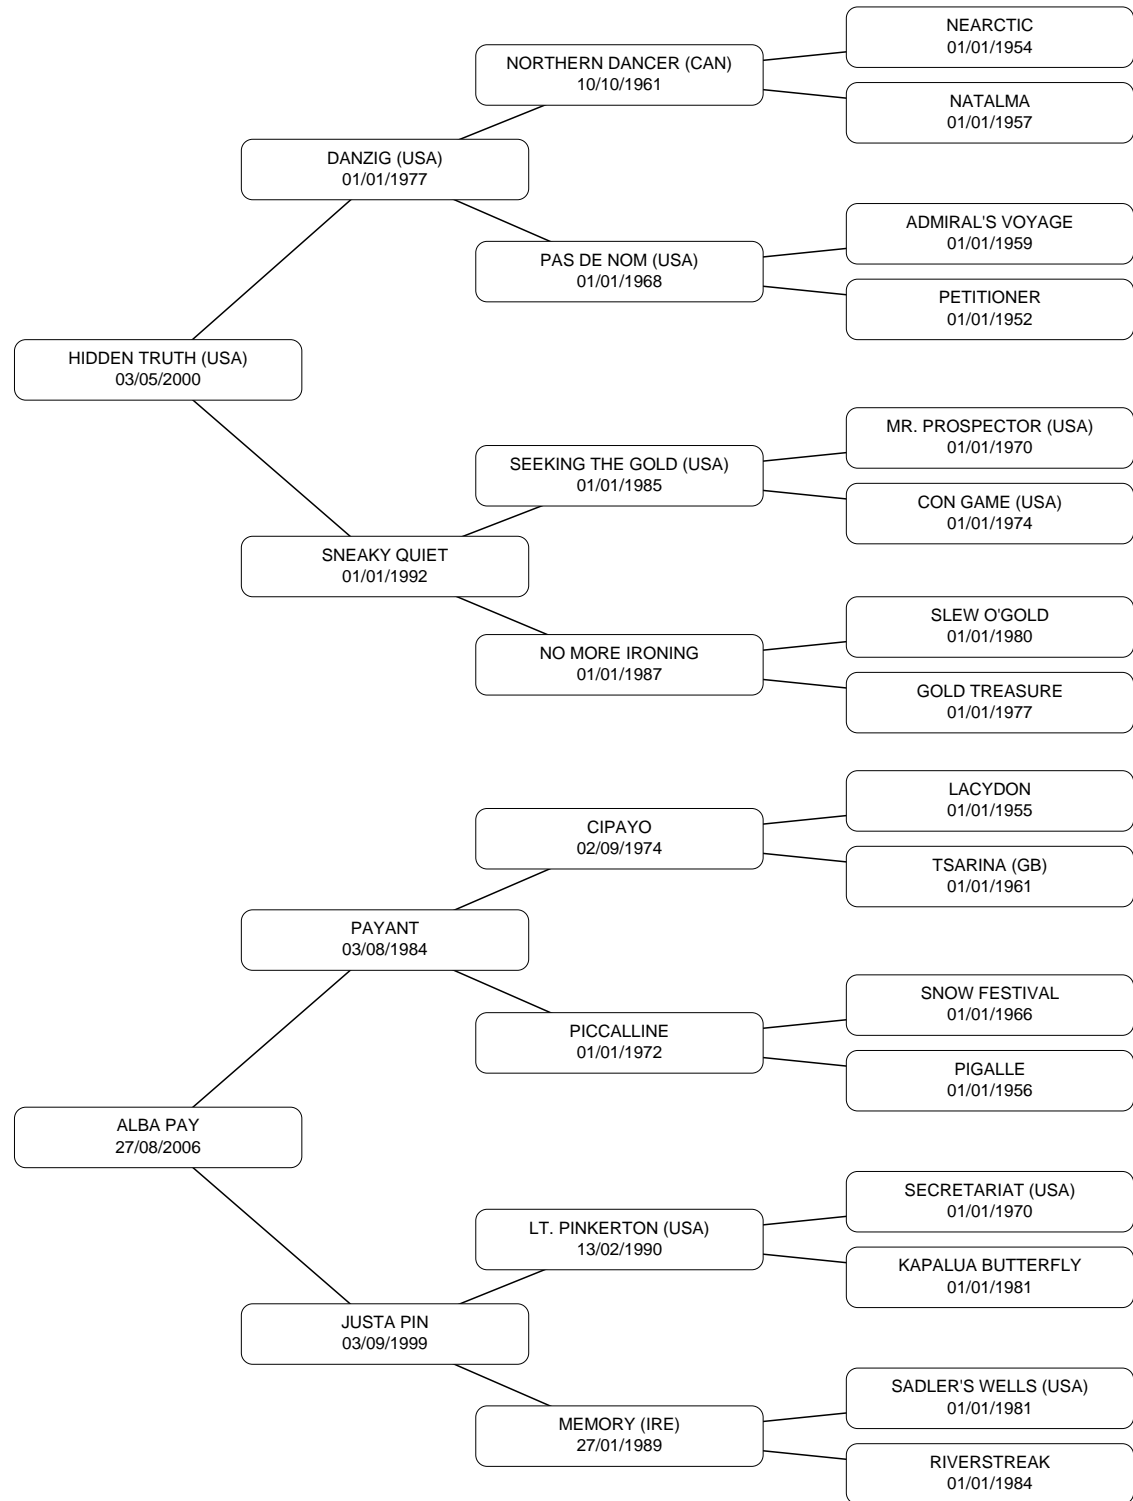 NEARCTIC
01/01/1954
NORTHERN DANCER (CAN)
10/10/1961
NATALMA
01/01/1957
DANZIG (USA)
01/01/1977
ADMIRAL'S VOYAGE
01/01/1959
PAS DE NOM (USA)
01/01/1968
PETITIONER
01/01/1952
HIDDEN TRUTH (USA)
03/05/2000
MR. PROSPECTOR (USA)
01/01/1970
SEEKING THE GOLD (USA)
01/01/1985
CON GAME (USA)
01/01/1974
SNEAKY QUIET
01/01/1992
SLEW O'GOLD
01/01/1980
NO MORE IRONING
01/01/1987
GOLD TREASURE
01/01/1977
LACYDON
01/01/1955
CIPAYO
02/09/1974
TSARINA (GB)
01/01/1961
PAYANT
03/08/1984
SNOW FESTIVAL
01/01/1966
PICCALLINE
01/01/1972
PIGALLE
01/01/1956
ALBA PAY
27/08/2006
SECRETARIAT (USA)
01/01/1970
LT. PINKERTON (USA)
13/02/1990
KAPALUA BUTTERFLY
01/01/1981
JUSTA PIN
03/09/1999
SADLER'S WELLS (USA)
01/01/1981
MEMORY (IRE)
27/01/1989
RIVERSTREAK
01/01/1984